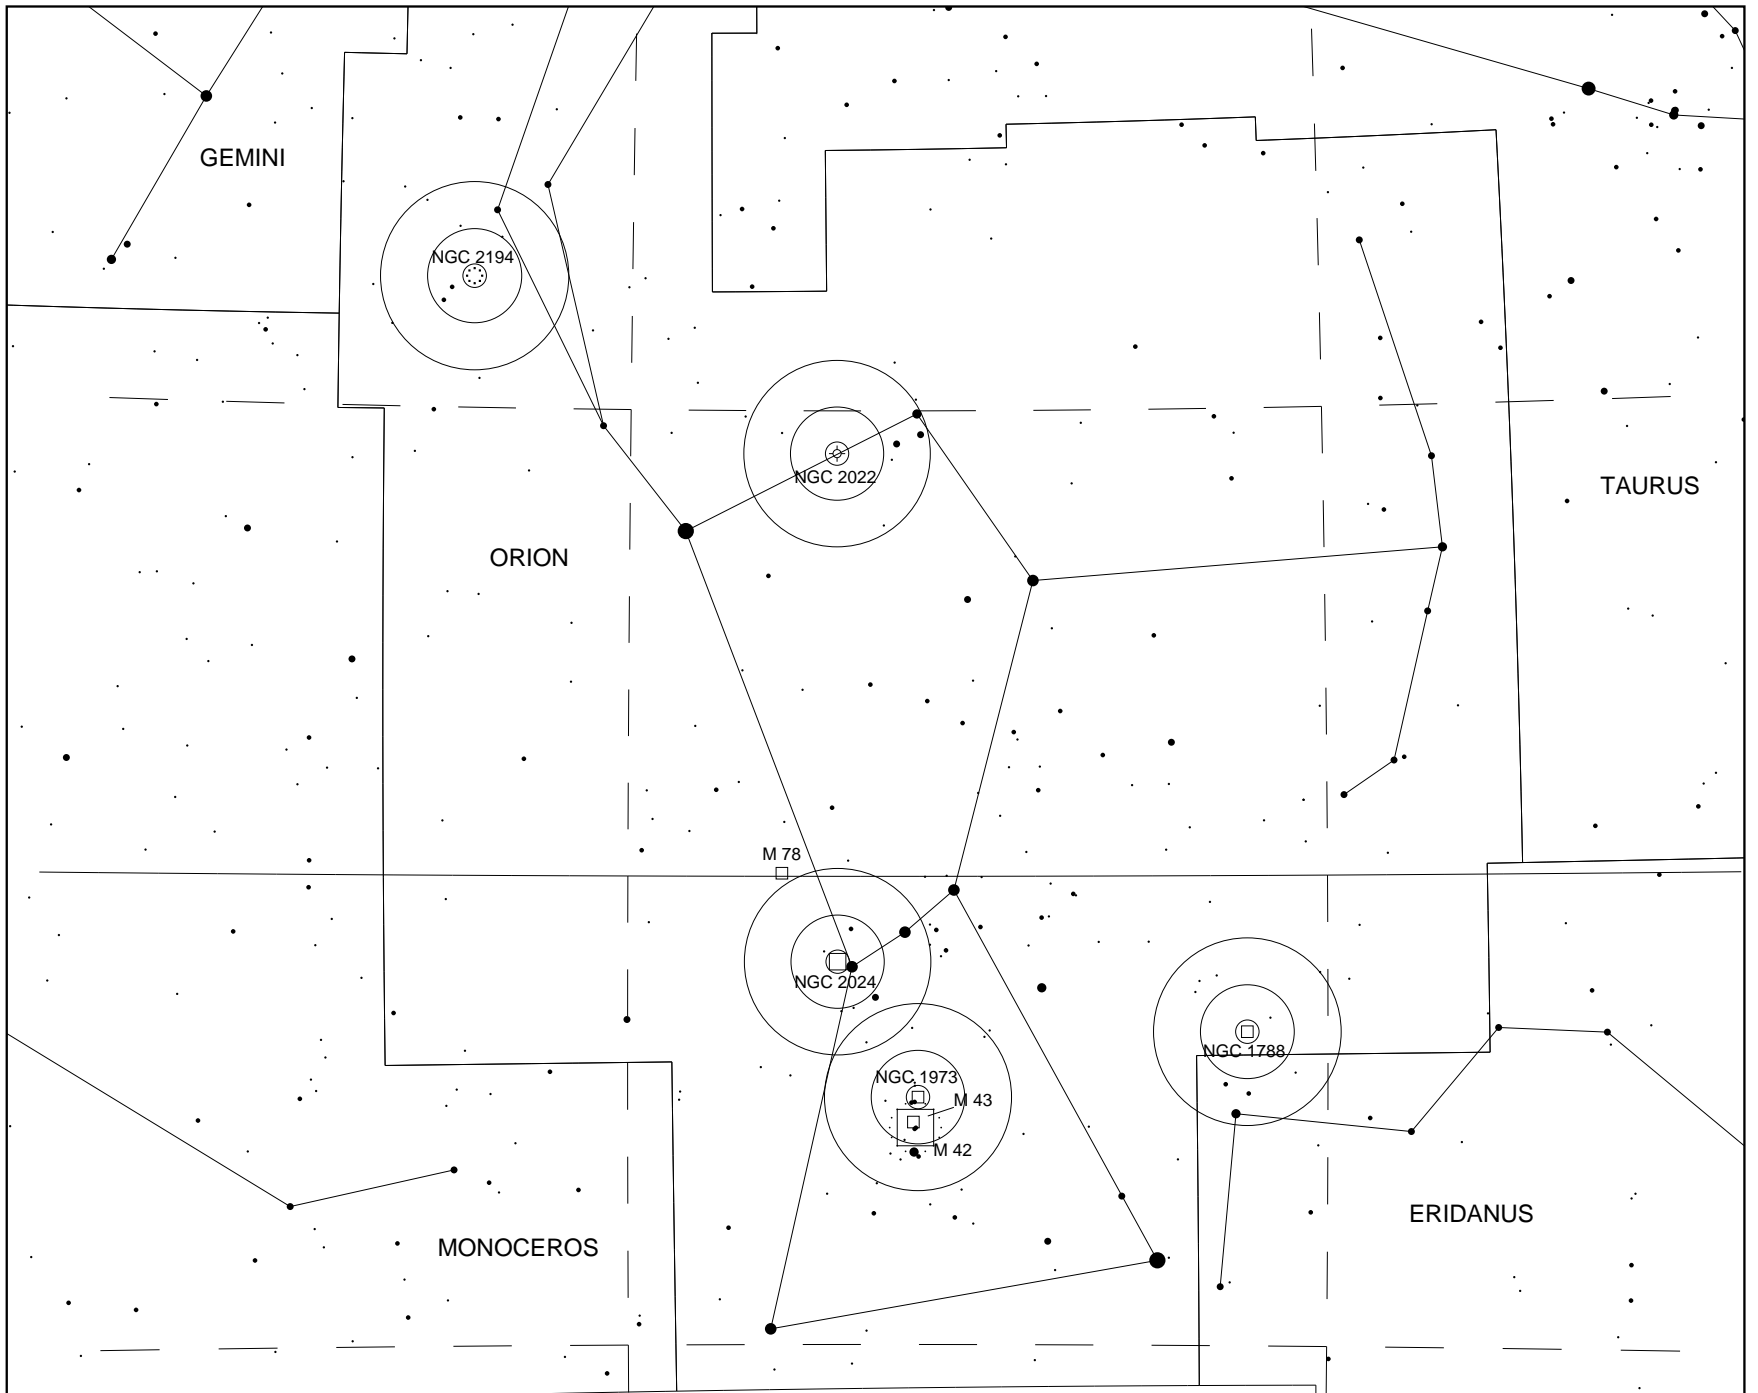 GEMINI
NGC 2194
NGC 2022
TAURUS
ORION
M 78
NGC 2024
NGC 1788
NGC 1973
M 43
M 42
ERIDANUS
MONOCEROS